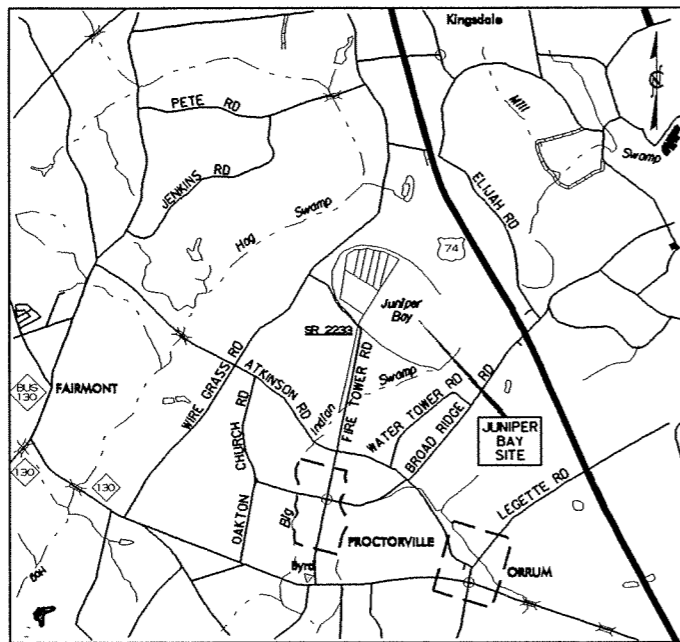 Kingsdale
Mill
Swamp
PETE RD
JENKINS RD
ELIJAH RD
Hog Swamp
74
Juniper
Bay
SR 2233
WIRE GRASS RD
ATKINSON RD
FIRE TOWER RD
Swamp
Indian
BUS
130
FAIRMONT
WATER TOWER RD
BROAD RIDGE RD
JUNIPER
BAY
SITE
CHURCH RD
OAKTON
LEGETTE RD
130
130
Big
PROCTORVILLE
ORRUM
Byrd